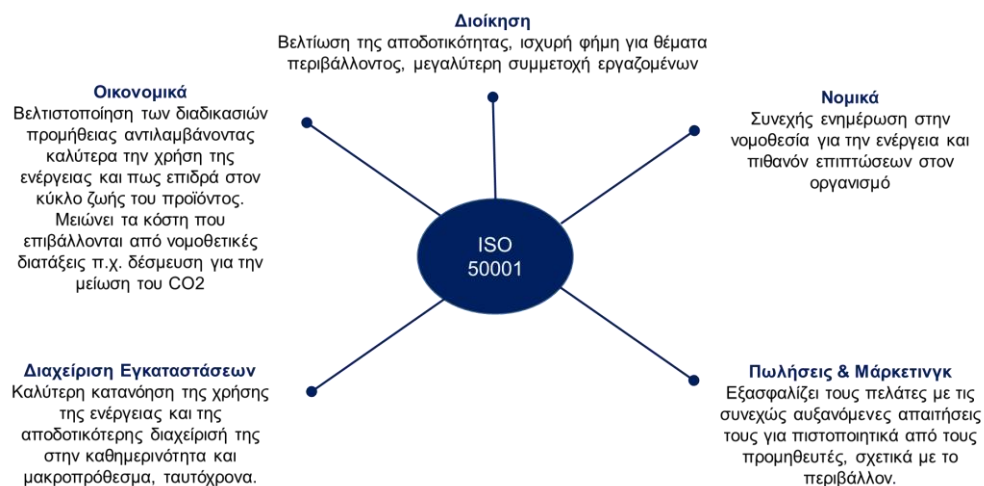 Διοίκηση
Βελτίωση της αποδοτικότητας, ισχυρή φήμη για θέματα
περιβάλλοντος, μεγαλύτερη συμμετοχή εργαζομένων
Οικονομικά
Βελτιστοποίηση των διαδικασιών
προμήθειας αντιλαμβάνοντας
καλύτερα την χρήση της
ενέργειας και πως επιδρά στον
κύκλο ζωής του προϊόντος.
Μειώνει τα κόστη που
επιβάλλονται από νομοθετικές
διατάξεις π.χ. δέσμευση για την
μείωση του CO2
Νομικά
Συνεχής ενημέρωση στην
νομοθεσία για την ενέργεια και
πιθανόν επιπτώσεων στον
οργανισμό
ISO
50001
Διαχείριση Εγκαταστάσεων
Καλύτερη κατανόηση της χρήσης
της ενέργειας και της
αποδοτικότερης διαχείρισή της
στην καθημερινότητα και
μακροπρόθεσμα, ταυτόχρονα.
Πωλήσεις & Μάρκετινγκ
Εξασφαλίζει τους πελάτες με τις
συνεχώς αυξανόμενες απαιτήσεις
τους για πιστοποιητικά από τους
προμηθευτές, σχετικά με το
περιβάλλον.